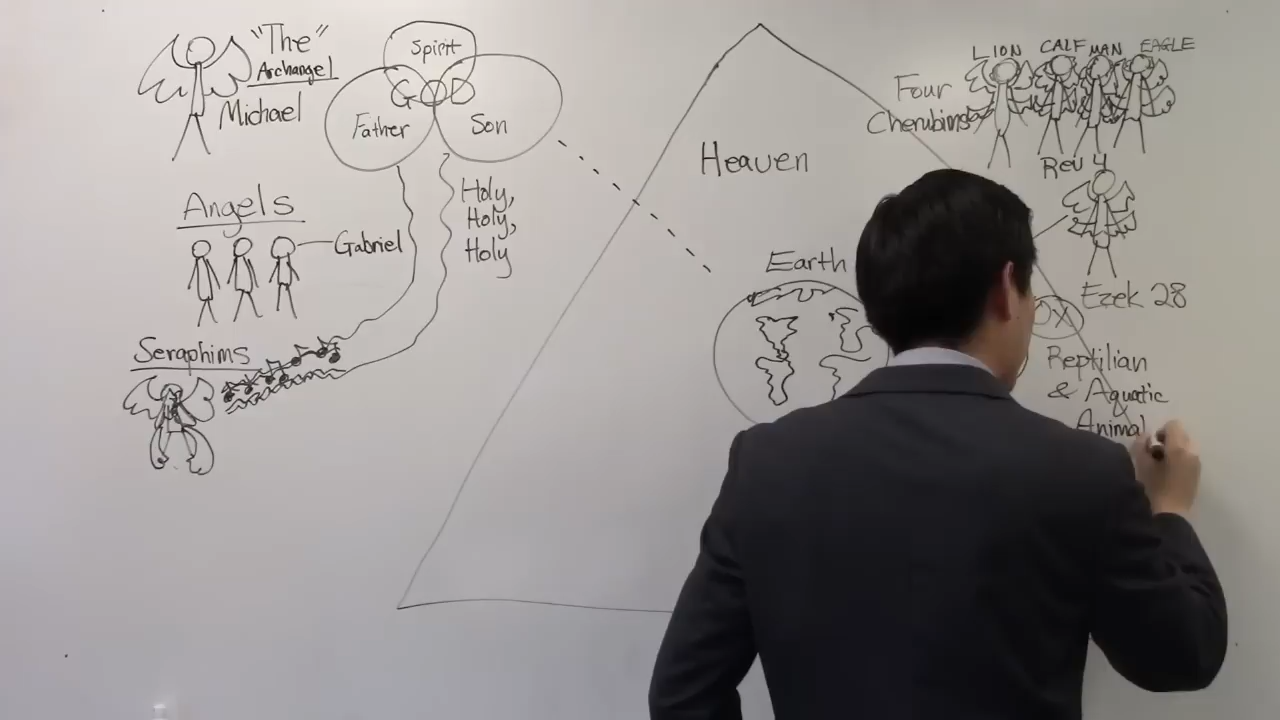 "The"
Archangel
Michael
Spirit
GOD
Father
Son
Holy,
Holy,
Holy
Angels
Gabriel
Seraphims
Heaven
Earth
LION CALF MAN EAGLE
Four
Cherubims
Rev 4
Ezek 28
OX
Reptilian
& Aquatic
Animal